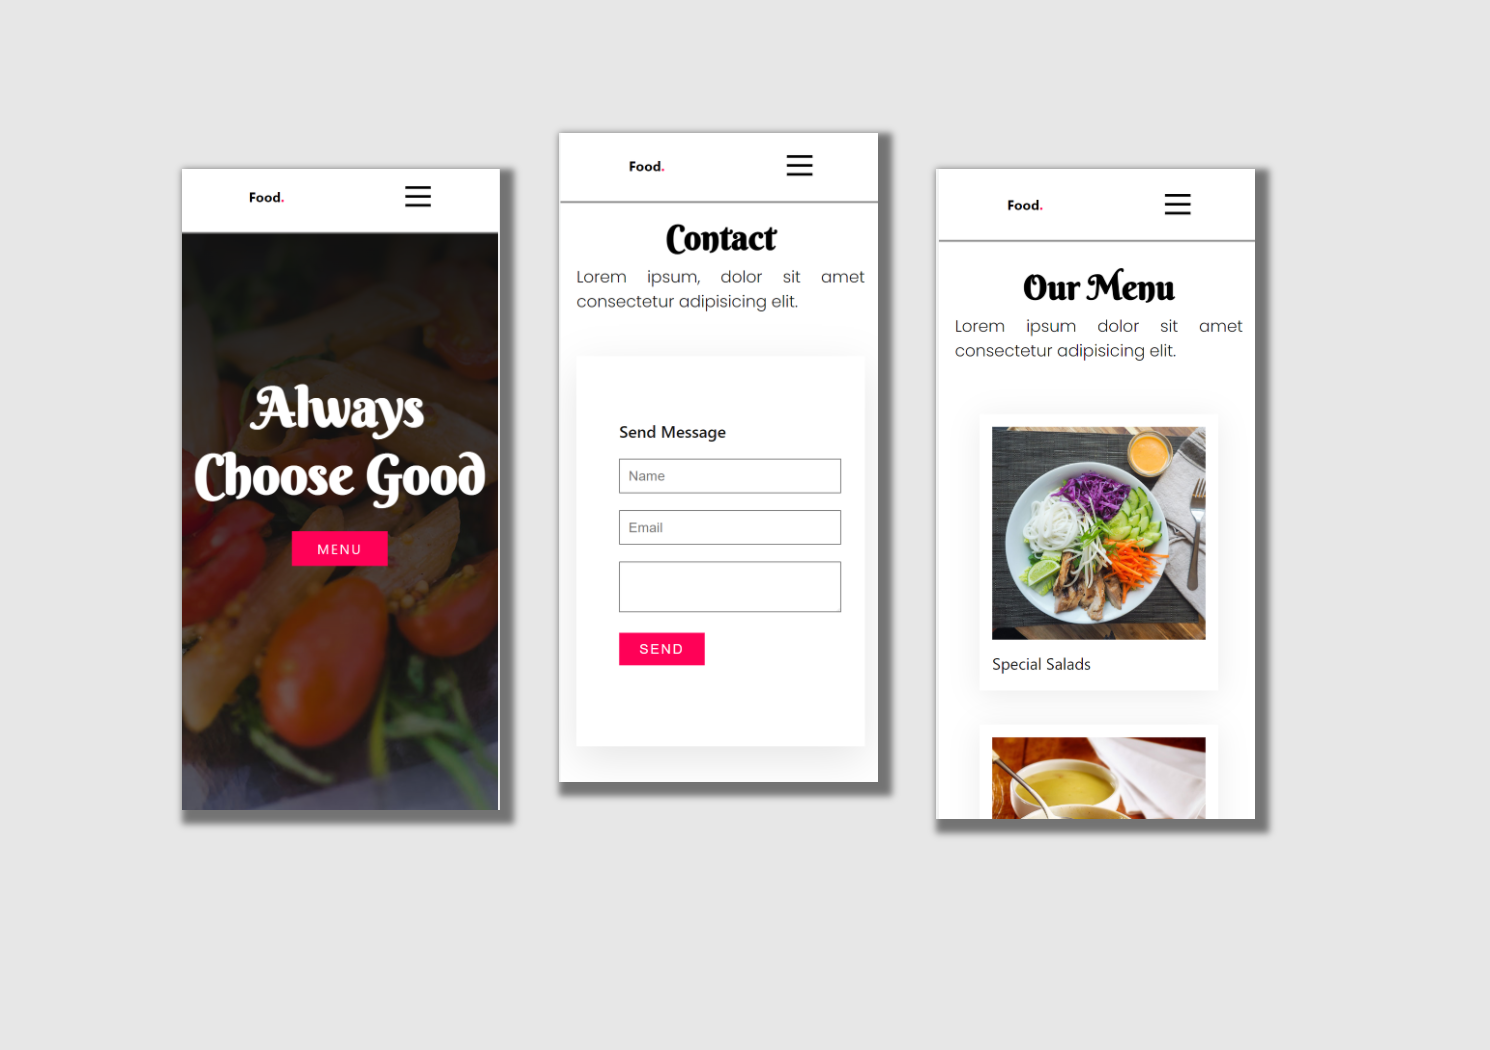 Food.
Always
Choose Good
MENU
Food.
Contact
Lorem ipsum, dolor sit amet
consectetur adipisicing elit.
Send Message
Name
Email
SEND
Food.
Our Menu
Lorem ipsum dolor sit amet
consectetur adipisicing elit.
Special Salads